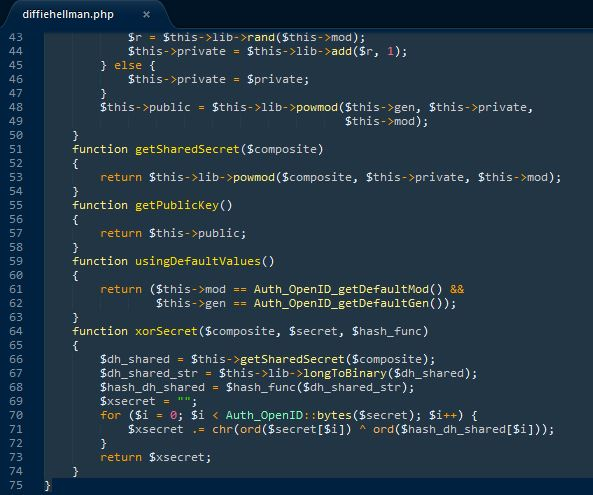 diffiehellman.php ×
43 $r = $this->lib->rand($this->mod);
44 $this->private = $this->lib->add($r, 1);
45 } else {
46 $this->private = $private;
47 }
48 $this->public = $this->lib->powmod($this->gen, $this->private,
49 $this->mod);
50 }
51 function getSharedSecret($composite)
52 {
53 return $this->lib->powmod($composite, $this->private, $this->mod);
54 }
55 function getPublicKey()
56 {
57 return $this->public;
58 }
59 function usingDefaultValues()
60 {
61 return ($this->mod == Auth_OpenID_getDefaultMod() &&
62 $this->gen == Auth_OpenID_getDefaultGen());
63 }
64 function xorSecret($composite, $secret, $hash_func)
65 {
66 $dh_shared = $this->getSharedSecret($composite);
67 $dh_shared_str = $this->lib->longToBinary($dh_shared);
68 $hash_dh_shared = $hash_func($dh_shared_str);
69 $xsecret = "";
70 for ($i = 0; $i < Auth_OpenID::bytes($secret); $i++) {
71 $xsecret .= chr(ord($secret[$i]) ^ ord($hash_dh_shared[$i]));
72 }
73 return $xsecret;
74 }
75 }